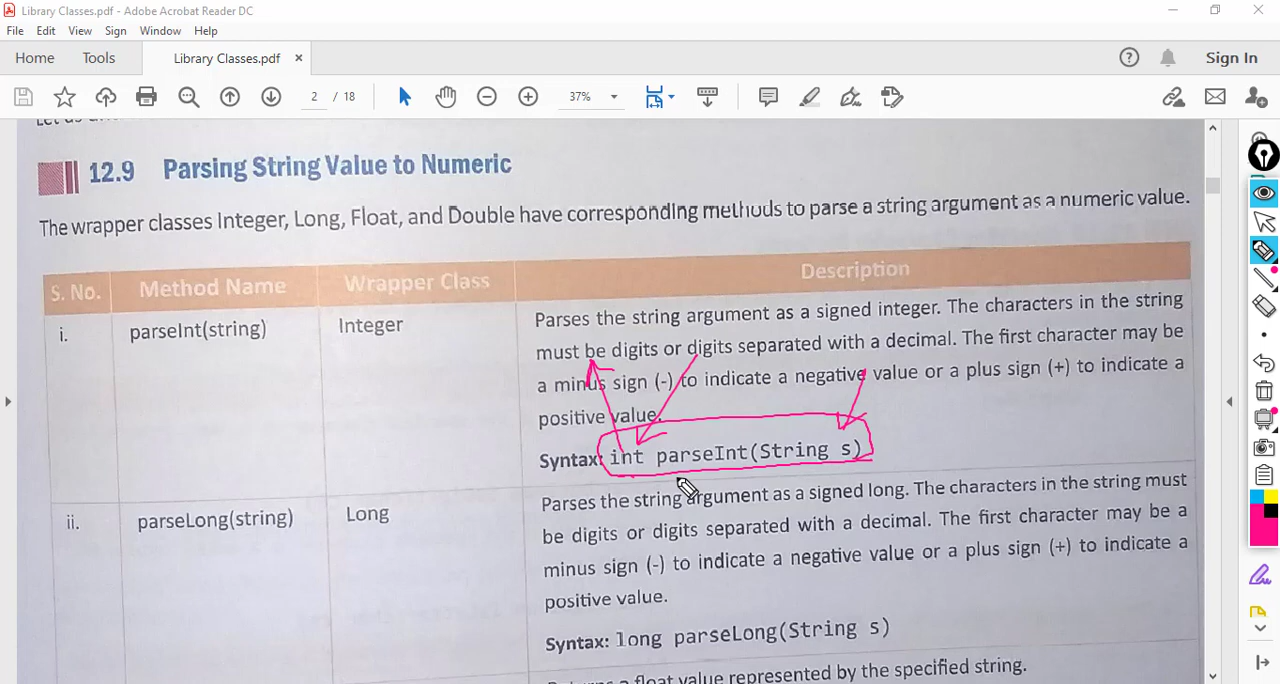 Library Classes.pdf - Adobe Acrobat Reader DC
File Edit View Sign Window Help
Home Tools Library Classes.pdf × Sign In
2 / 18 37%
12.9 Parsing String Value to Numeric
The wrapper classes Integer, Long, Float, and Double have corresponding methods to parse a string argument as a numeric value.
S. No. Method Name Wrapper Class Description
i. parseInt(string) Integer Parses the string argument as a signed integer. The characters in the string
must be digits or digits separated with a decimal. The first character may be
a minus sign (-) to indicate a negative value or a plus sign (+) to indicate a
positive value.
Syntax: int parseInt(String s)
ii. parseLong(string) Long Parses the string argument as a signed long. The characters in the string must
be digits or digits separated with a decimal. The first character may be a
minus sign (-) to indicate a negative value or a plus sign (+) to indicate a
positive value.
Syntax: long parseLong(String s)
a float value represented by the specified string.